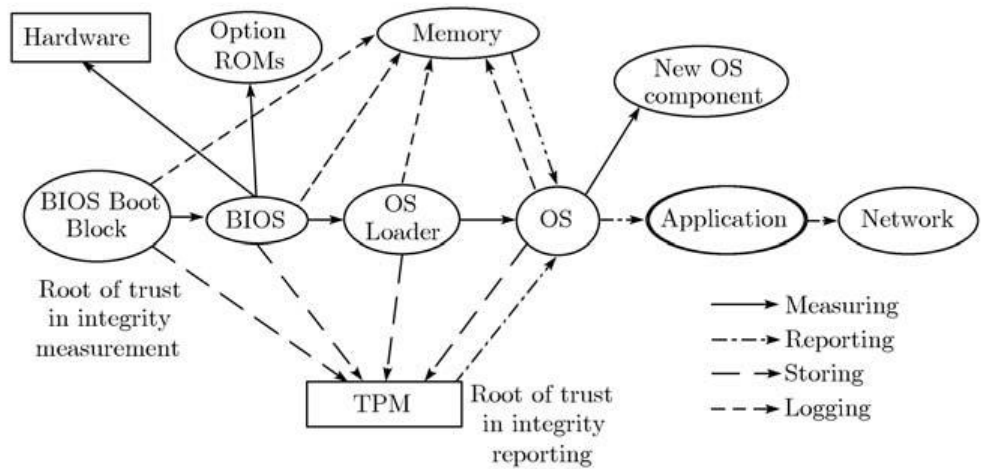 Hardware
Option
ROMs
Memory
New OS
component
BIOS Boot
Block
BIOS
OS
Loader
OS
Application
Network
Root of trust
in integrity
measurement
TPM
Root of trust
in integrity
reporting
Measuring
Reporting
Storing
Logging